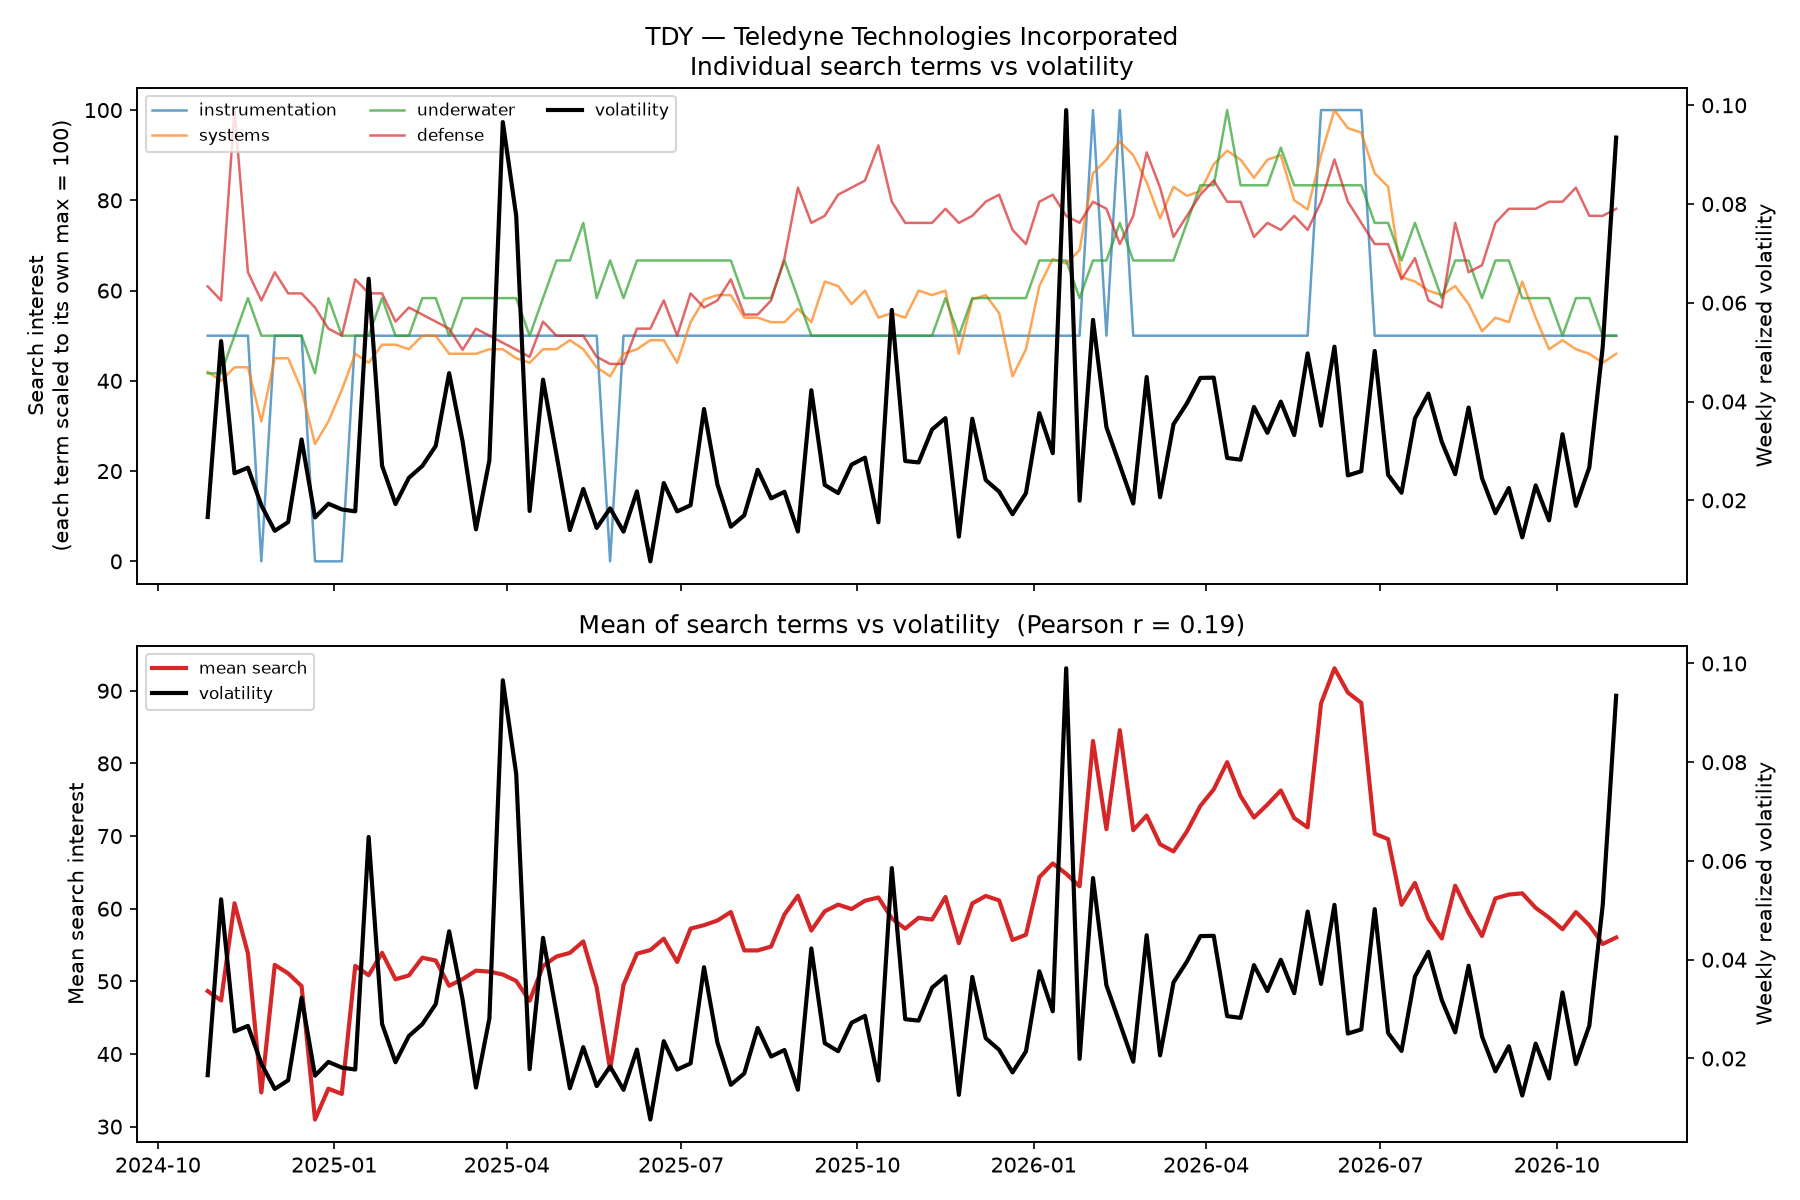 TDY — Teledyne Technologies Incorporated
Individual search terms vs volatility
instrumentation
systems
underwater
defense
volatility
Search interest
(each term scaled to its own max = 100)
100
80
60
40
20
0
0.10
0.08
0.06
0.04
0.02
Weekly realized volatility
Mean of search terms vs volatility (Pearson r = 0.19)
mean search
volatility
Mean search interest
90
80
70
60
50
40
30
0.10
0.08
0.06
0.04
0.02
Weekly realized volatility
2024-10
2025-01
2025-04
2025-07
2025-10
2026-01
2026-04
2026-07
2026-10